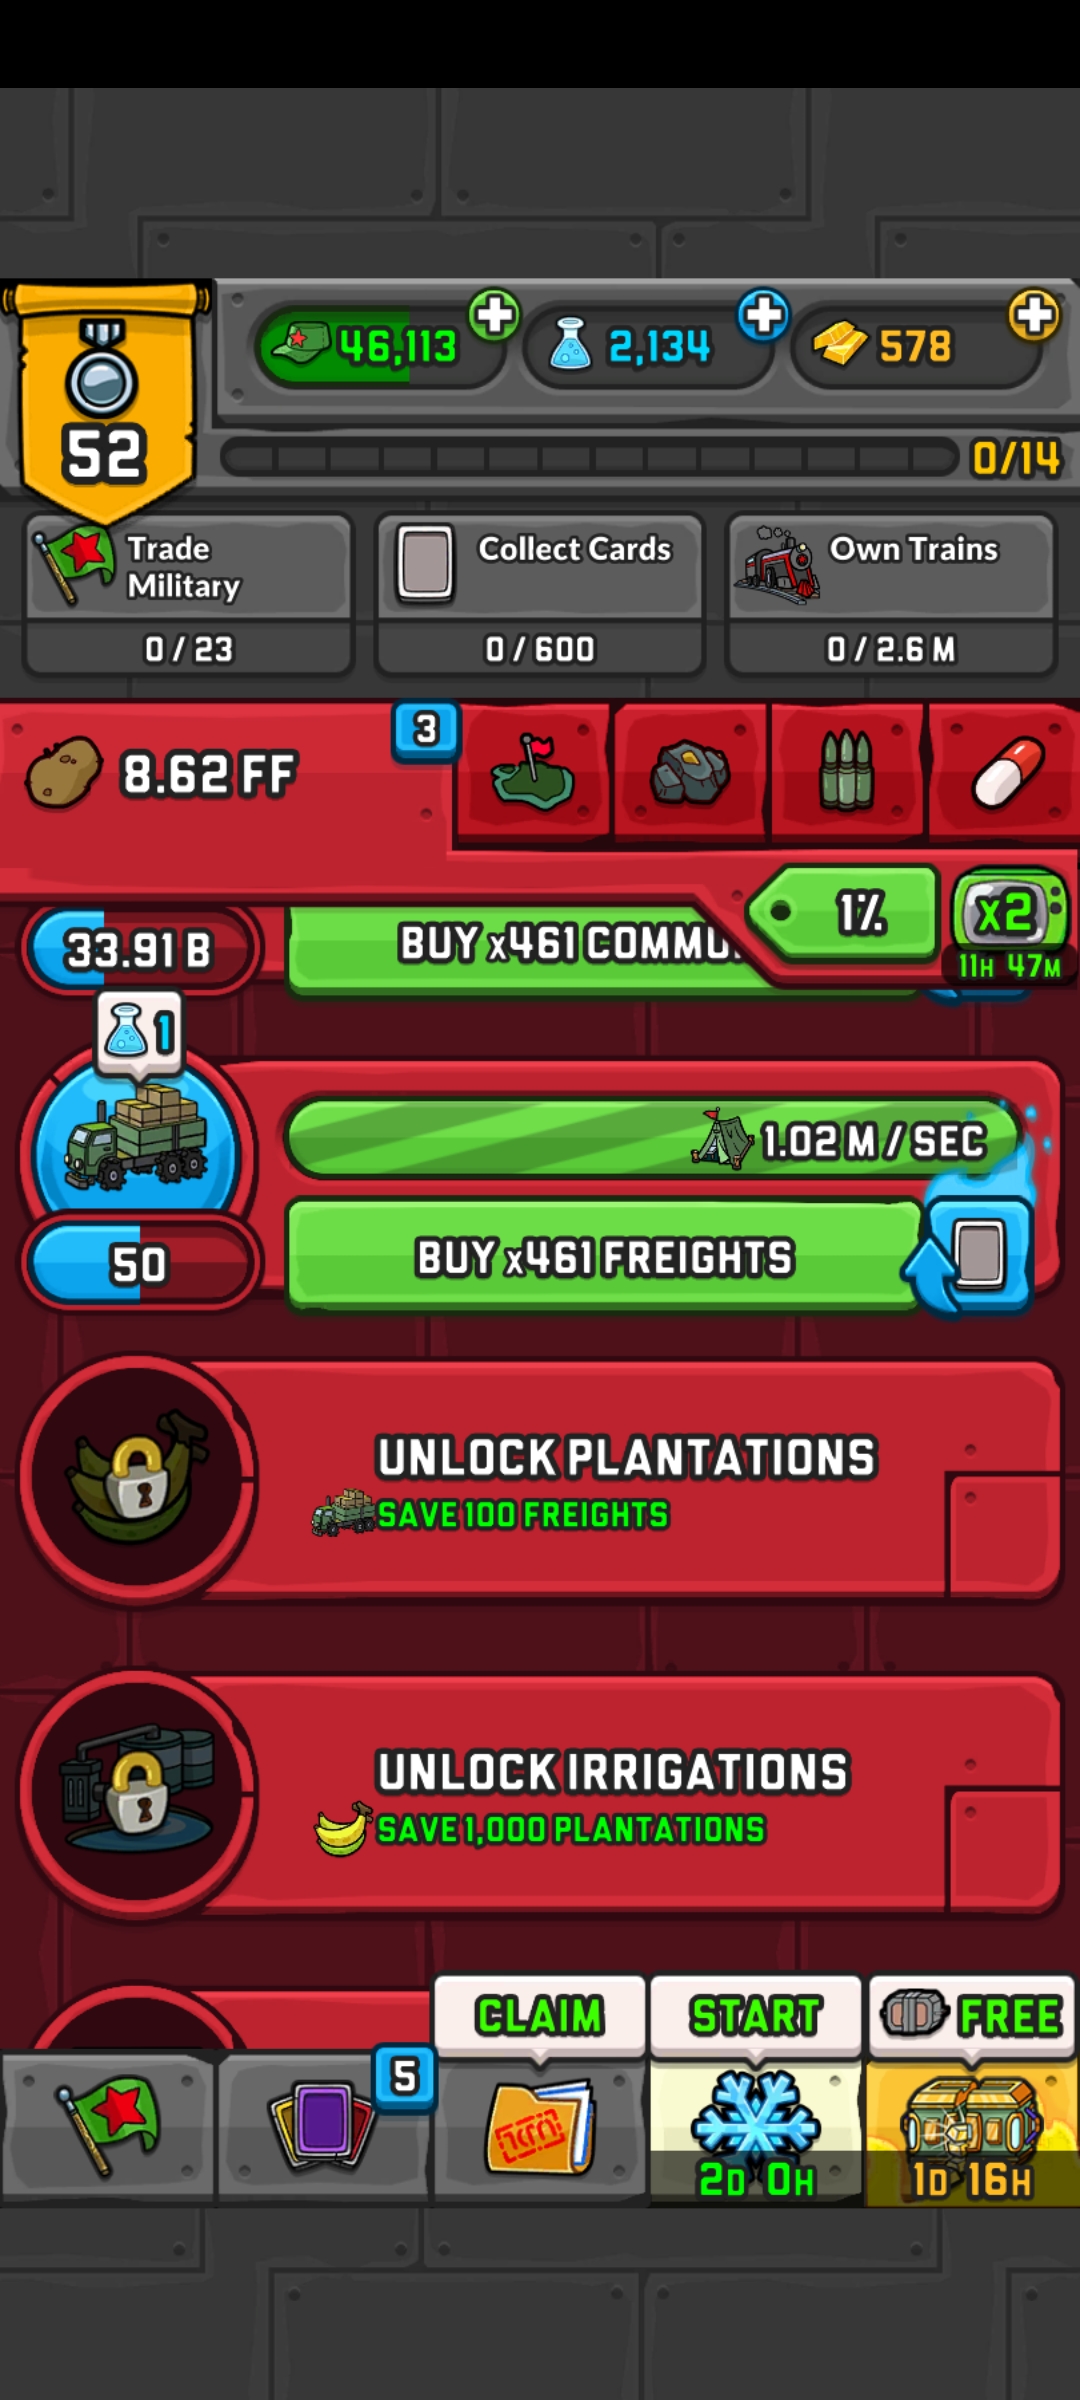 46,113
2,134
578
52
0/14
Trade
Military
0 / 23
Collect Cards
0 / 600
Own Trains
0 / 2.6 M
8.62 FF
3
1%
x2
11H 47M
33.91 B
BUY x461 COMMU
1
1.02 M / SEC
50
BUY x461 FREIGHTS
UNLOCK PLANTATIONS
SAVE 100 FREIGHTS
UNLOCK IRRIGATIONS
SAVE 1,000 PLANTATIONS
CLAIM
START
FREE
5
2D 0H
1D 16H